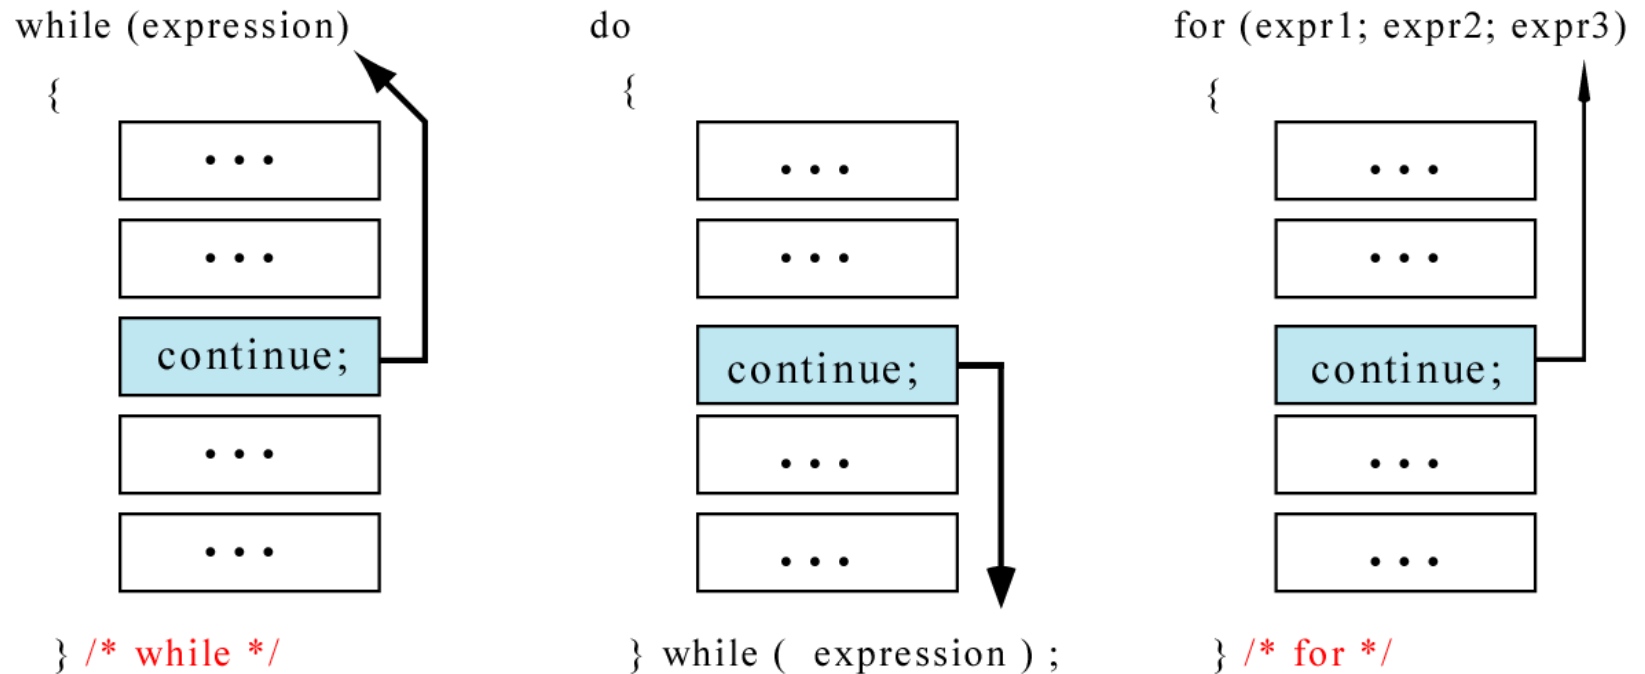 while (expression)
{
...
...
continue;
...
...
} /* while */
do
{
...
...
continue;
...
...
} while ( expression ) ;
for (expr1; expr2; expr3)
{
...
...
continue;
...
...
} /* for */